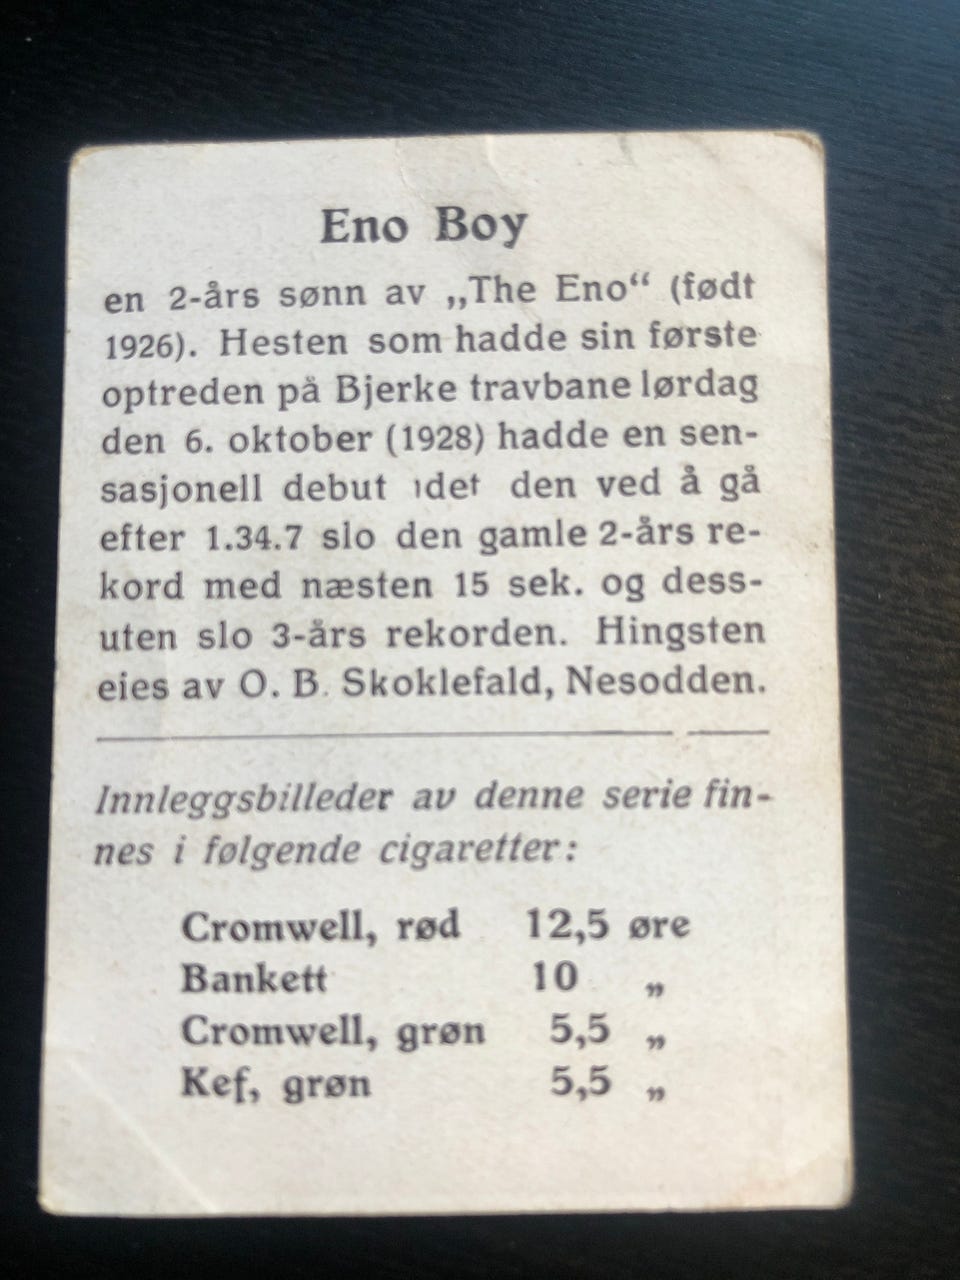 Eno Boy
en 2-års sønn av „The Eno“ (født
1926). Hesten som hadde sin første
optreden på Bjerke travbane lørdag
den 6. oktober (1928) hadde en sen-
sasjonell debut idet den ved å gå
efter 1.34.7 slo den gamle 2-års re-
kord med næsten 15 sek. og dess-
uten slo 3-års rekorden. Hingsten
eies av O. B. Skoklefald, Nesodden.
Innleggsbilleder av denne serie fin-
nes i følgende cigaretter:
Cromwell, rød 12,5 øre
Bankett 10 „
Cromwell, grøn 5,5 „
Kef, grøn 5,5 „